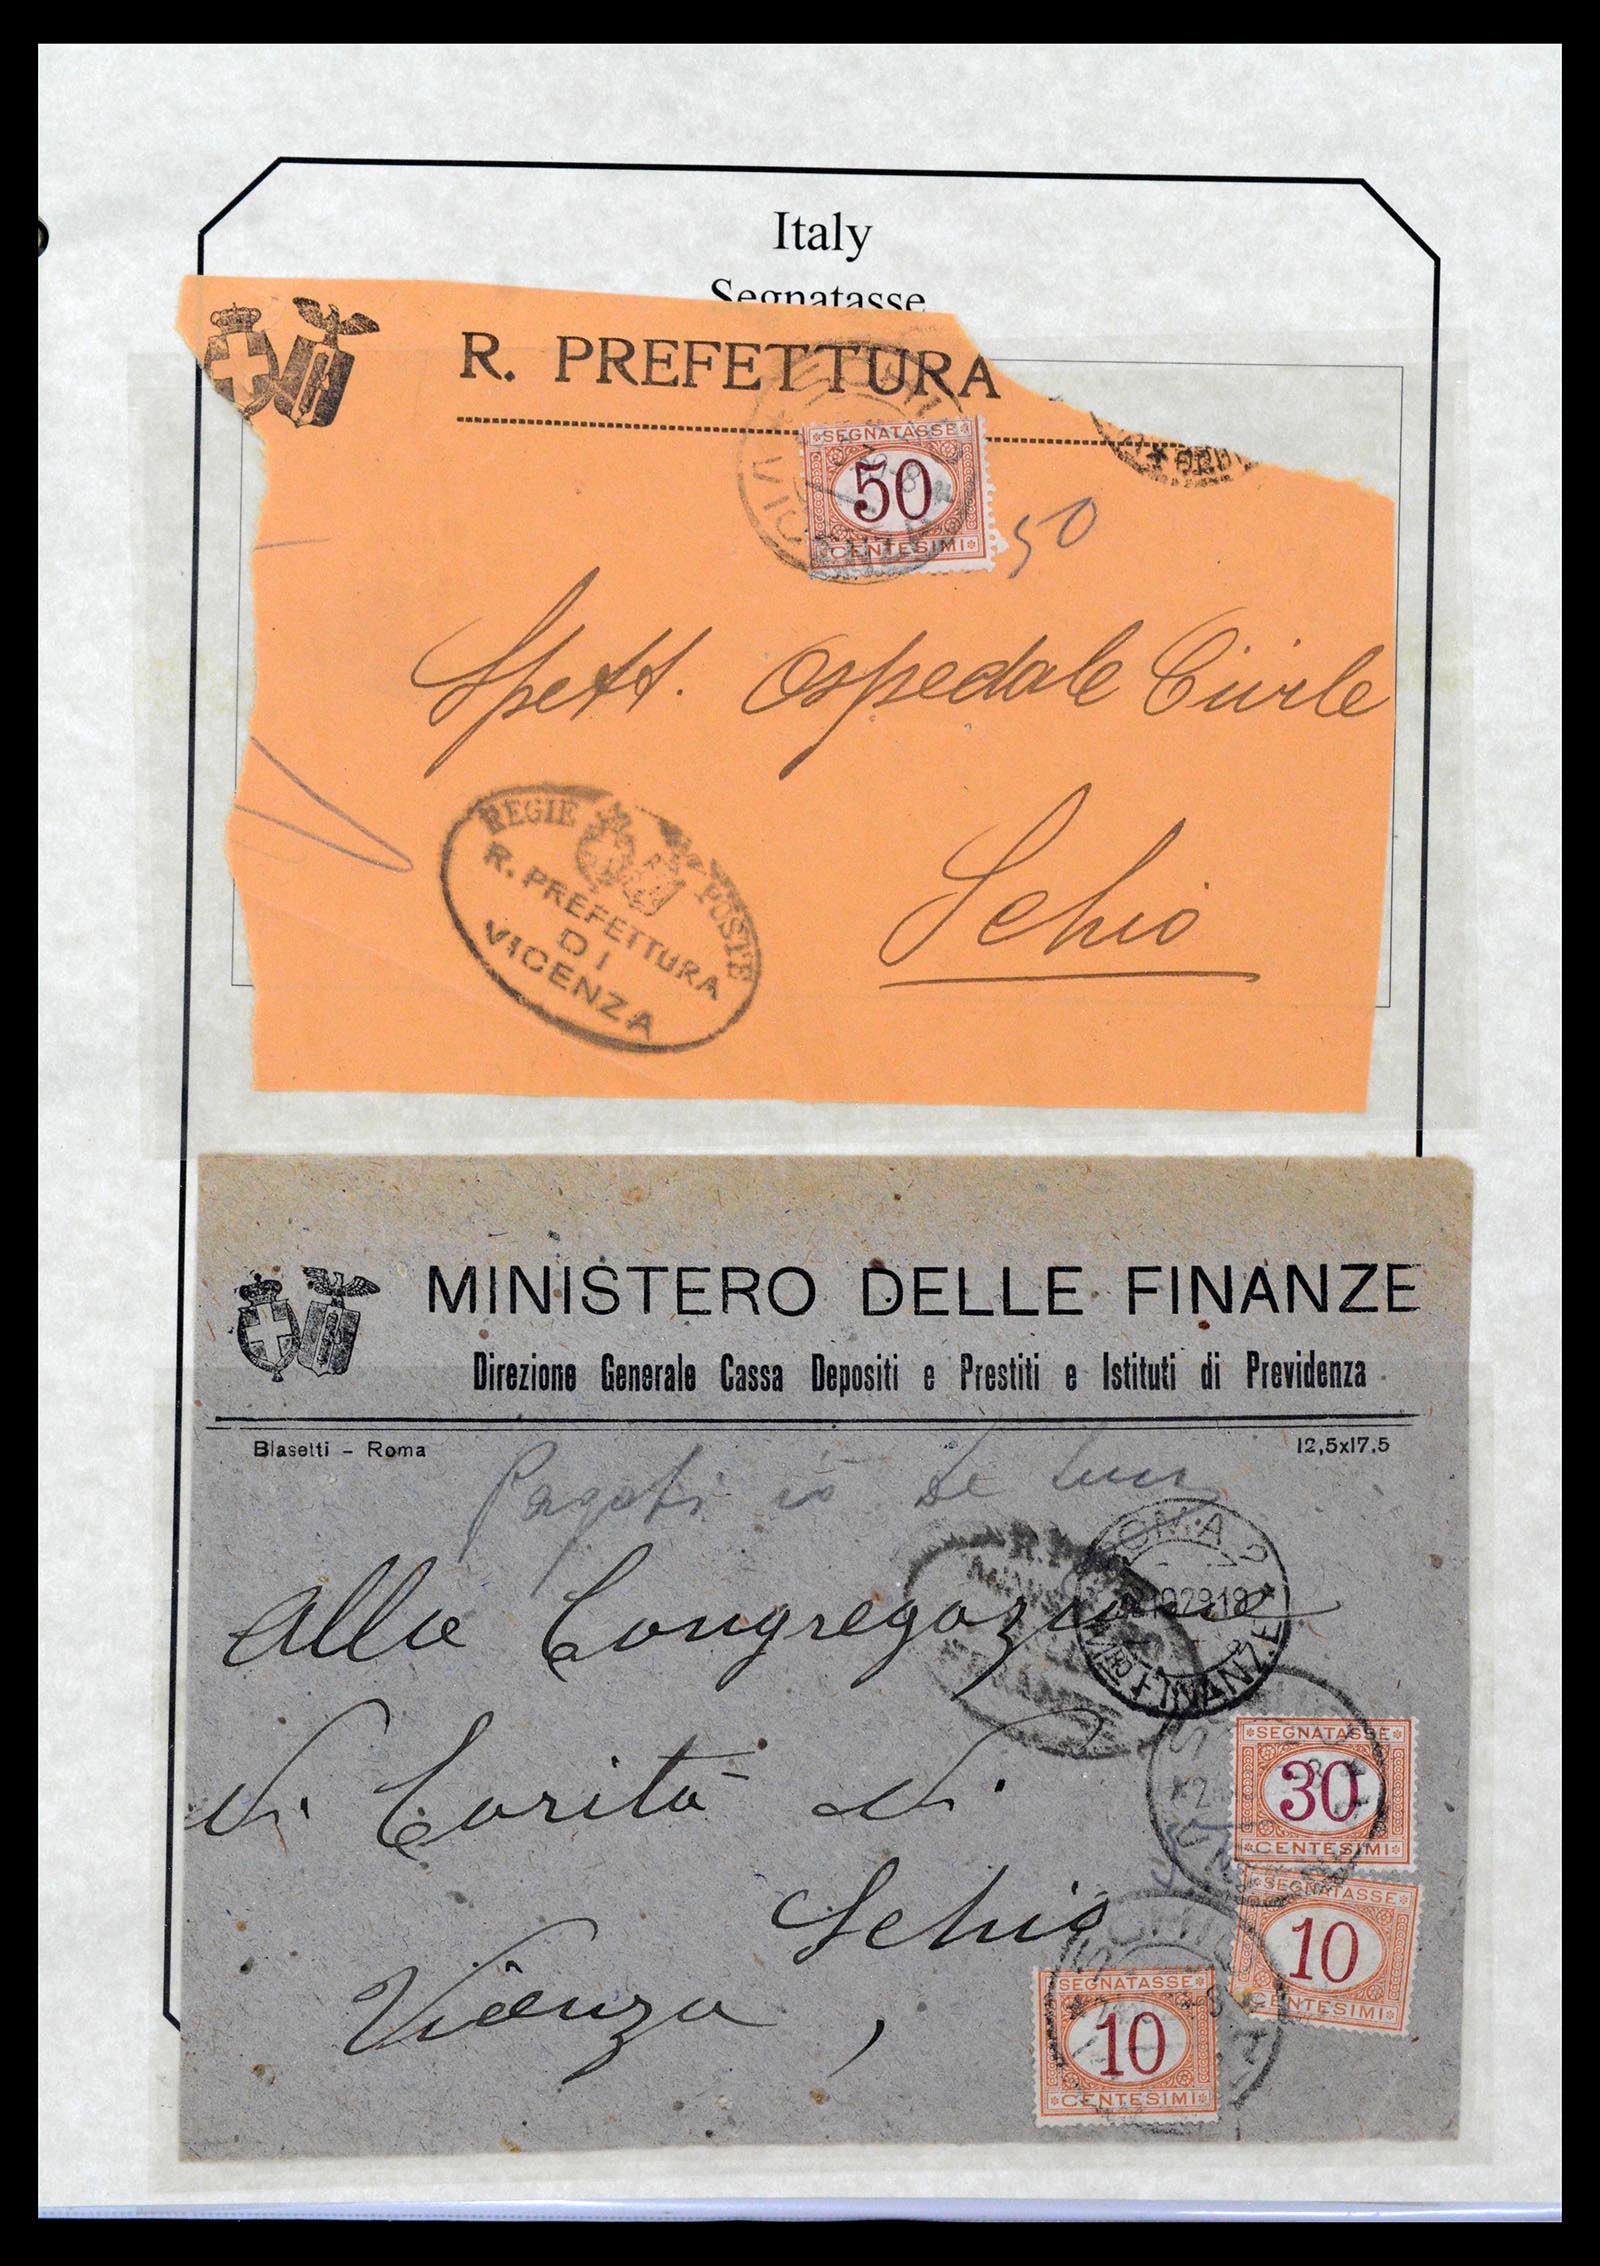 Italy
Segnatasse
R. PREFETTURA
SEGNATASSE
50
CENTESIMI
50
Spett. Ospedale Civile
Schio
REGIE POSTE
R. PREFETTURA
DI
VICENZA
MINISTERO DELLE FINANZE
Direzione Generale Cassa Depositi e Prestiti e Istituti di Previdenza
Blasetti - Roma
12,5x17,5
Alla Congregazione
di Carità di
Schio
Vicenza,
SEGNATASSE
30
CENTESIMI
SEGNATASSE
10
CENTESIMI
SEGNATASSE
10
CENTESIMI